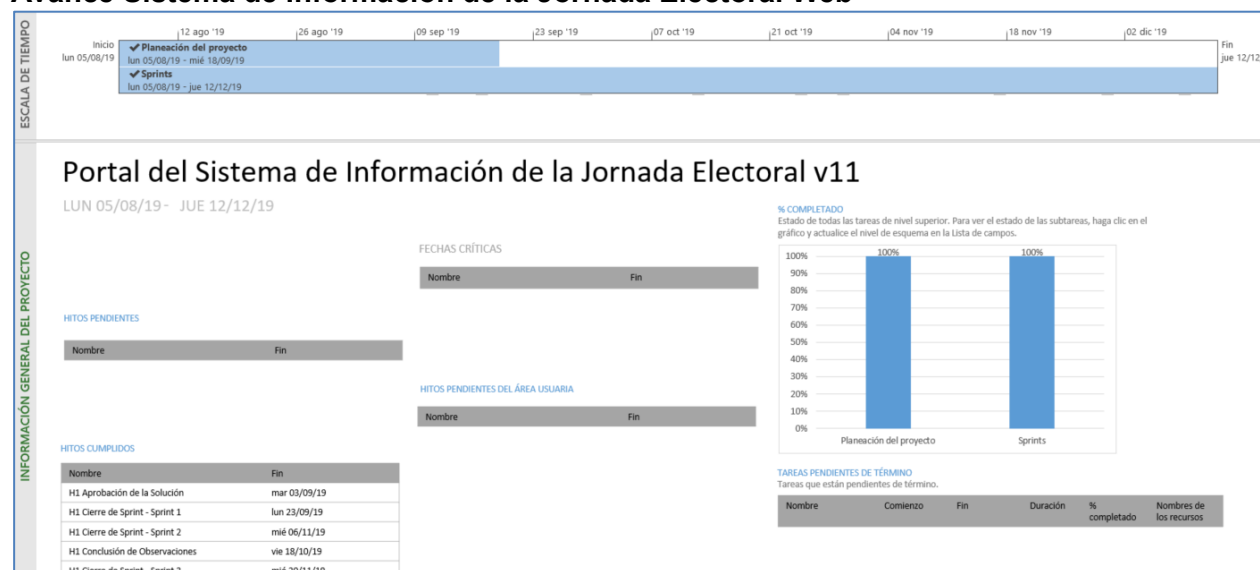 Avance Sistema de Información de la Jornada Electoral Web
ESCALA DE TIEMPO
12 ago '19 26 ago '19 09 sep '19 23 sep '19 07 oct '19 21 oct '19 04 nov '19 18 nov '19 02 dic '19
Inicio
lun 05/08/19
✔ Planeación del proyecto
lun 05/08/19 - mié 18/09/19
✔ Sprints
lun 05/08/19 - jue 12/12/19
Fin
jue 12/12
INFORMACIÓN GENERAL DEL PROYECTO
Portal del Sistema de Información de la Jornada Electoral v11
LUN 05/08/19 - JUE 12/12/19
HITOS PENDIENTES
Nombre Fin
HITOS CUMPLIDOS
Nombre Fin
H1 Aprobación de la Solución mar 03/09/19
H1 Cierre de Sprint - Sprint 1 lun 23/09/19
H1 Cierre de Sprint - Sprint 2 mié 06/11/19
H1 Conclusión de Observaciones vie 18/10/19
FECHAS CRÍTICAS
Nombre Fin
HITOS PENDIENTES DEL ÁREA USUARIA
Nombre Fin
% COMPLETADO
Estado de todas las tareas de nivel superior. Para ver el estado de las subtareas, haga clic en el
gráfico y actualice el nivel de esquema en la Lista de campos.
100% 100%
100%
90%
80%
70%
60%
50%
40%
30%
20%
10%
0%
Planeación del proyecto Sprints
TAREAS PENDIENTES DE TÉRMINO
Tareas que están pendientes de término.
Nombre Comienzo Fin Duración % completado Nombres de los recursos